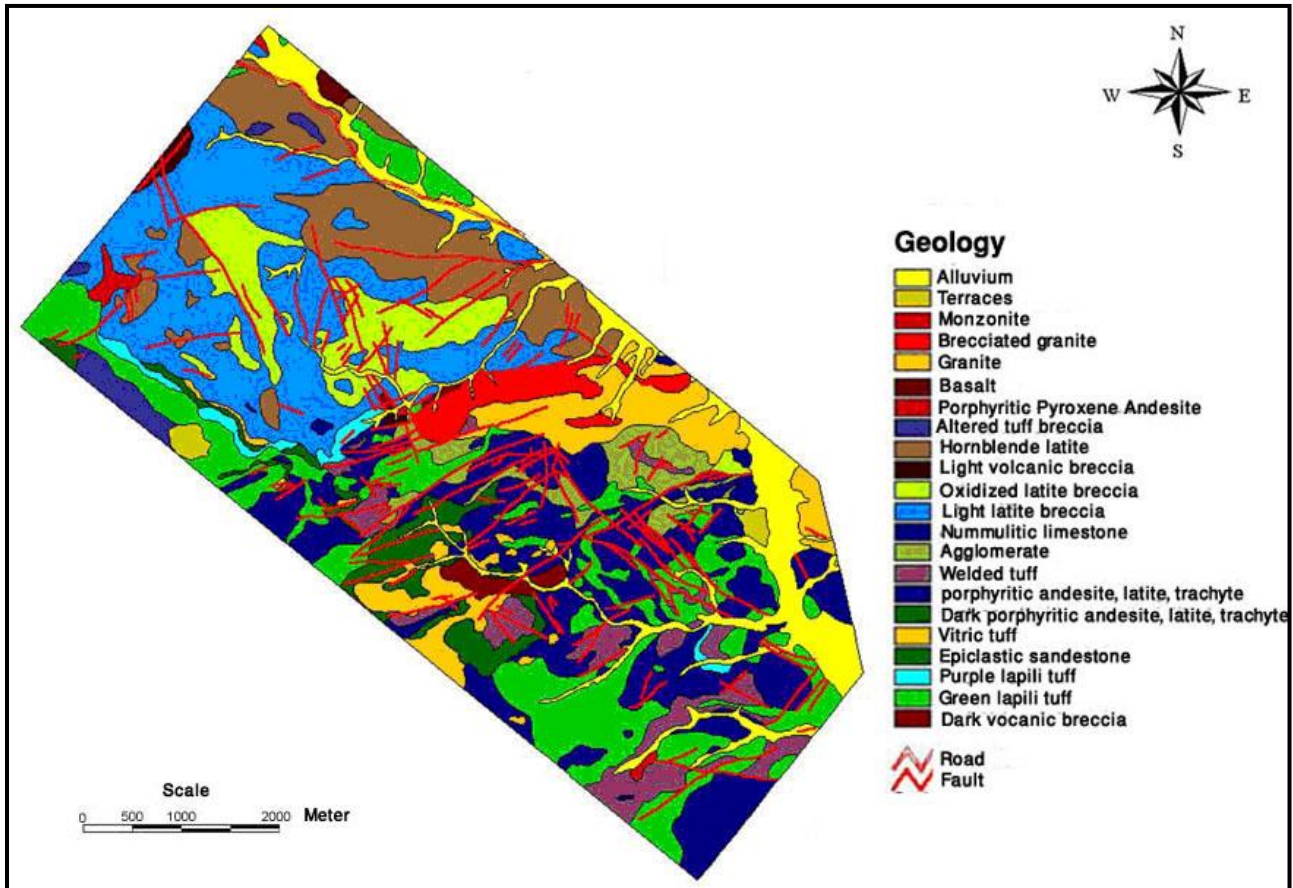 N
W E
S
Geology
Alluvium
Terraces
Monzonite
Brecciated granite
Granite
Basalt
Porphyritic Pyroxene Andesite
Altered tuff breccia
Hornblende latite
Light volcanic breccia
Oxidized latite breccia
Light latite breccia
Nummulitic limestone
Agglomerate
Welded tuff
porphyritic andesite, latite, trachyte
Dark porphyritic andesite, latite, trachyte
Vitric tuff
Epiclastic sandestone
Purple lapili tuff
Green lapili tuff
Dark vocanic breccia
Road
Fault
Scale
0 500 1000 2000 Meter